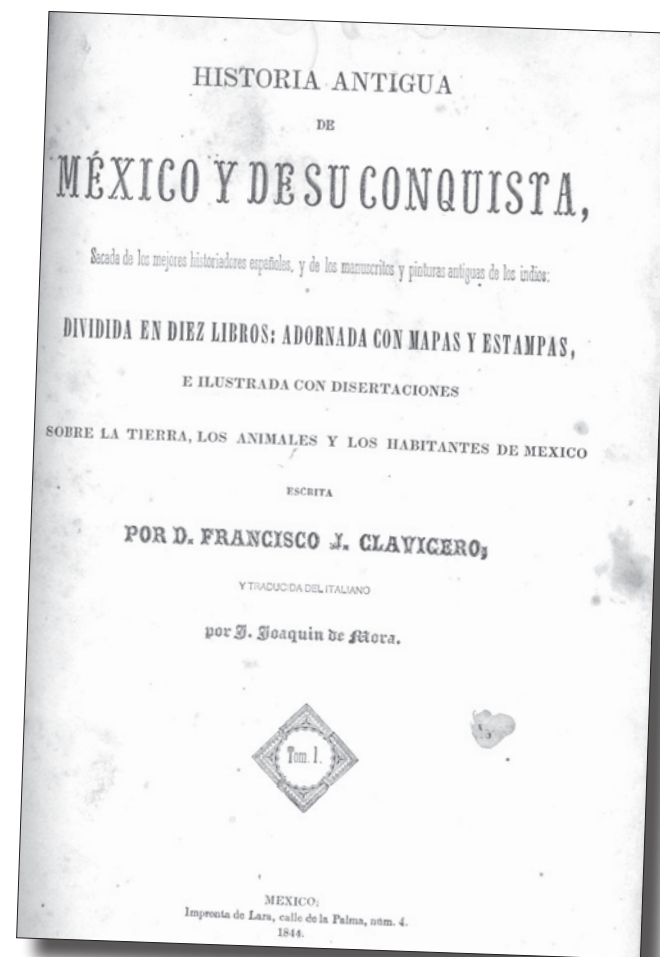 HISTORIA ANTIGUA
DE
MÉXICO Y DE SU CONQUISTA,
Sacada de los mejores historiadores españoles, y de los manuscritos y pinturas antiguas de los indios:
DIVIDIDA EN DIEZ LIBROS: ADORNADA CON MAPAS Y ESTAMPAS,
E ILUSTRADA CON DISERTACIONES
SOBRE LA TIERRA, LOS ANIMALES Y LOS HABITANTES DE MEXICO
ESCRITA
POR D. FRANCISCO J. CLAVIGERO,
Y TRADUCIDA DEL ITALIANO
por J. Joaquin de Mora.
Tom. I.
MEXICO:
Imprenta de Lara, calle de la Palma, núm. 4.
1844.